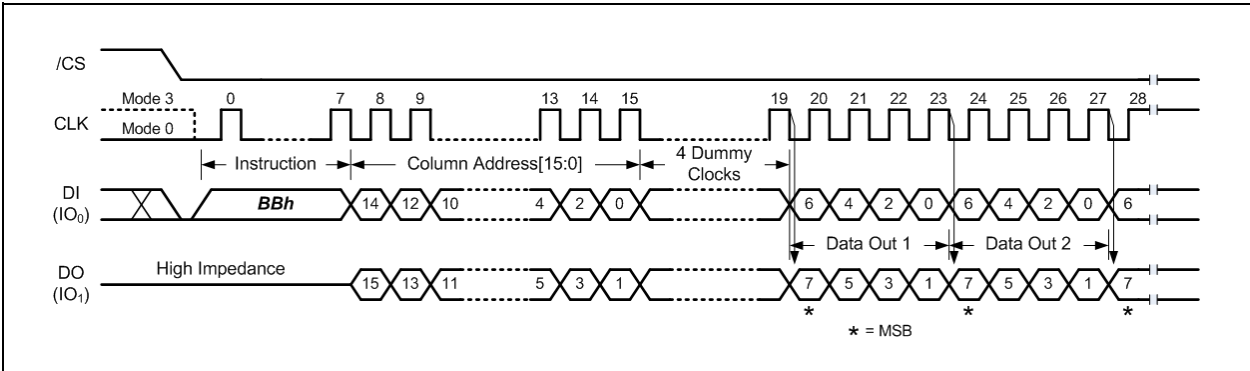 /CS
Mode 3 0 7 8 9 13 14 15 19 20 21 22 23 24 25 26 27 28
CLK
Mode 0
Instruction Column Address[15:0] 4 Dummy Clocks
DI
(IO0)
BBh 14 12 10 4 2 0 6 4 2 0 6 4 2 0 6
Data Out 1 Data Out 2
DO
(IO1)
High Impedance 15 13 11 5 3 1 7 5 3 1 7 5 3 1 7
* * *
* = MSB